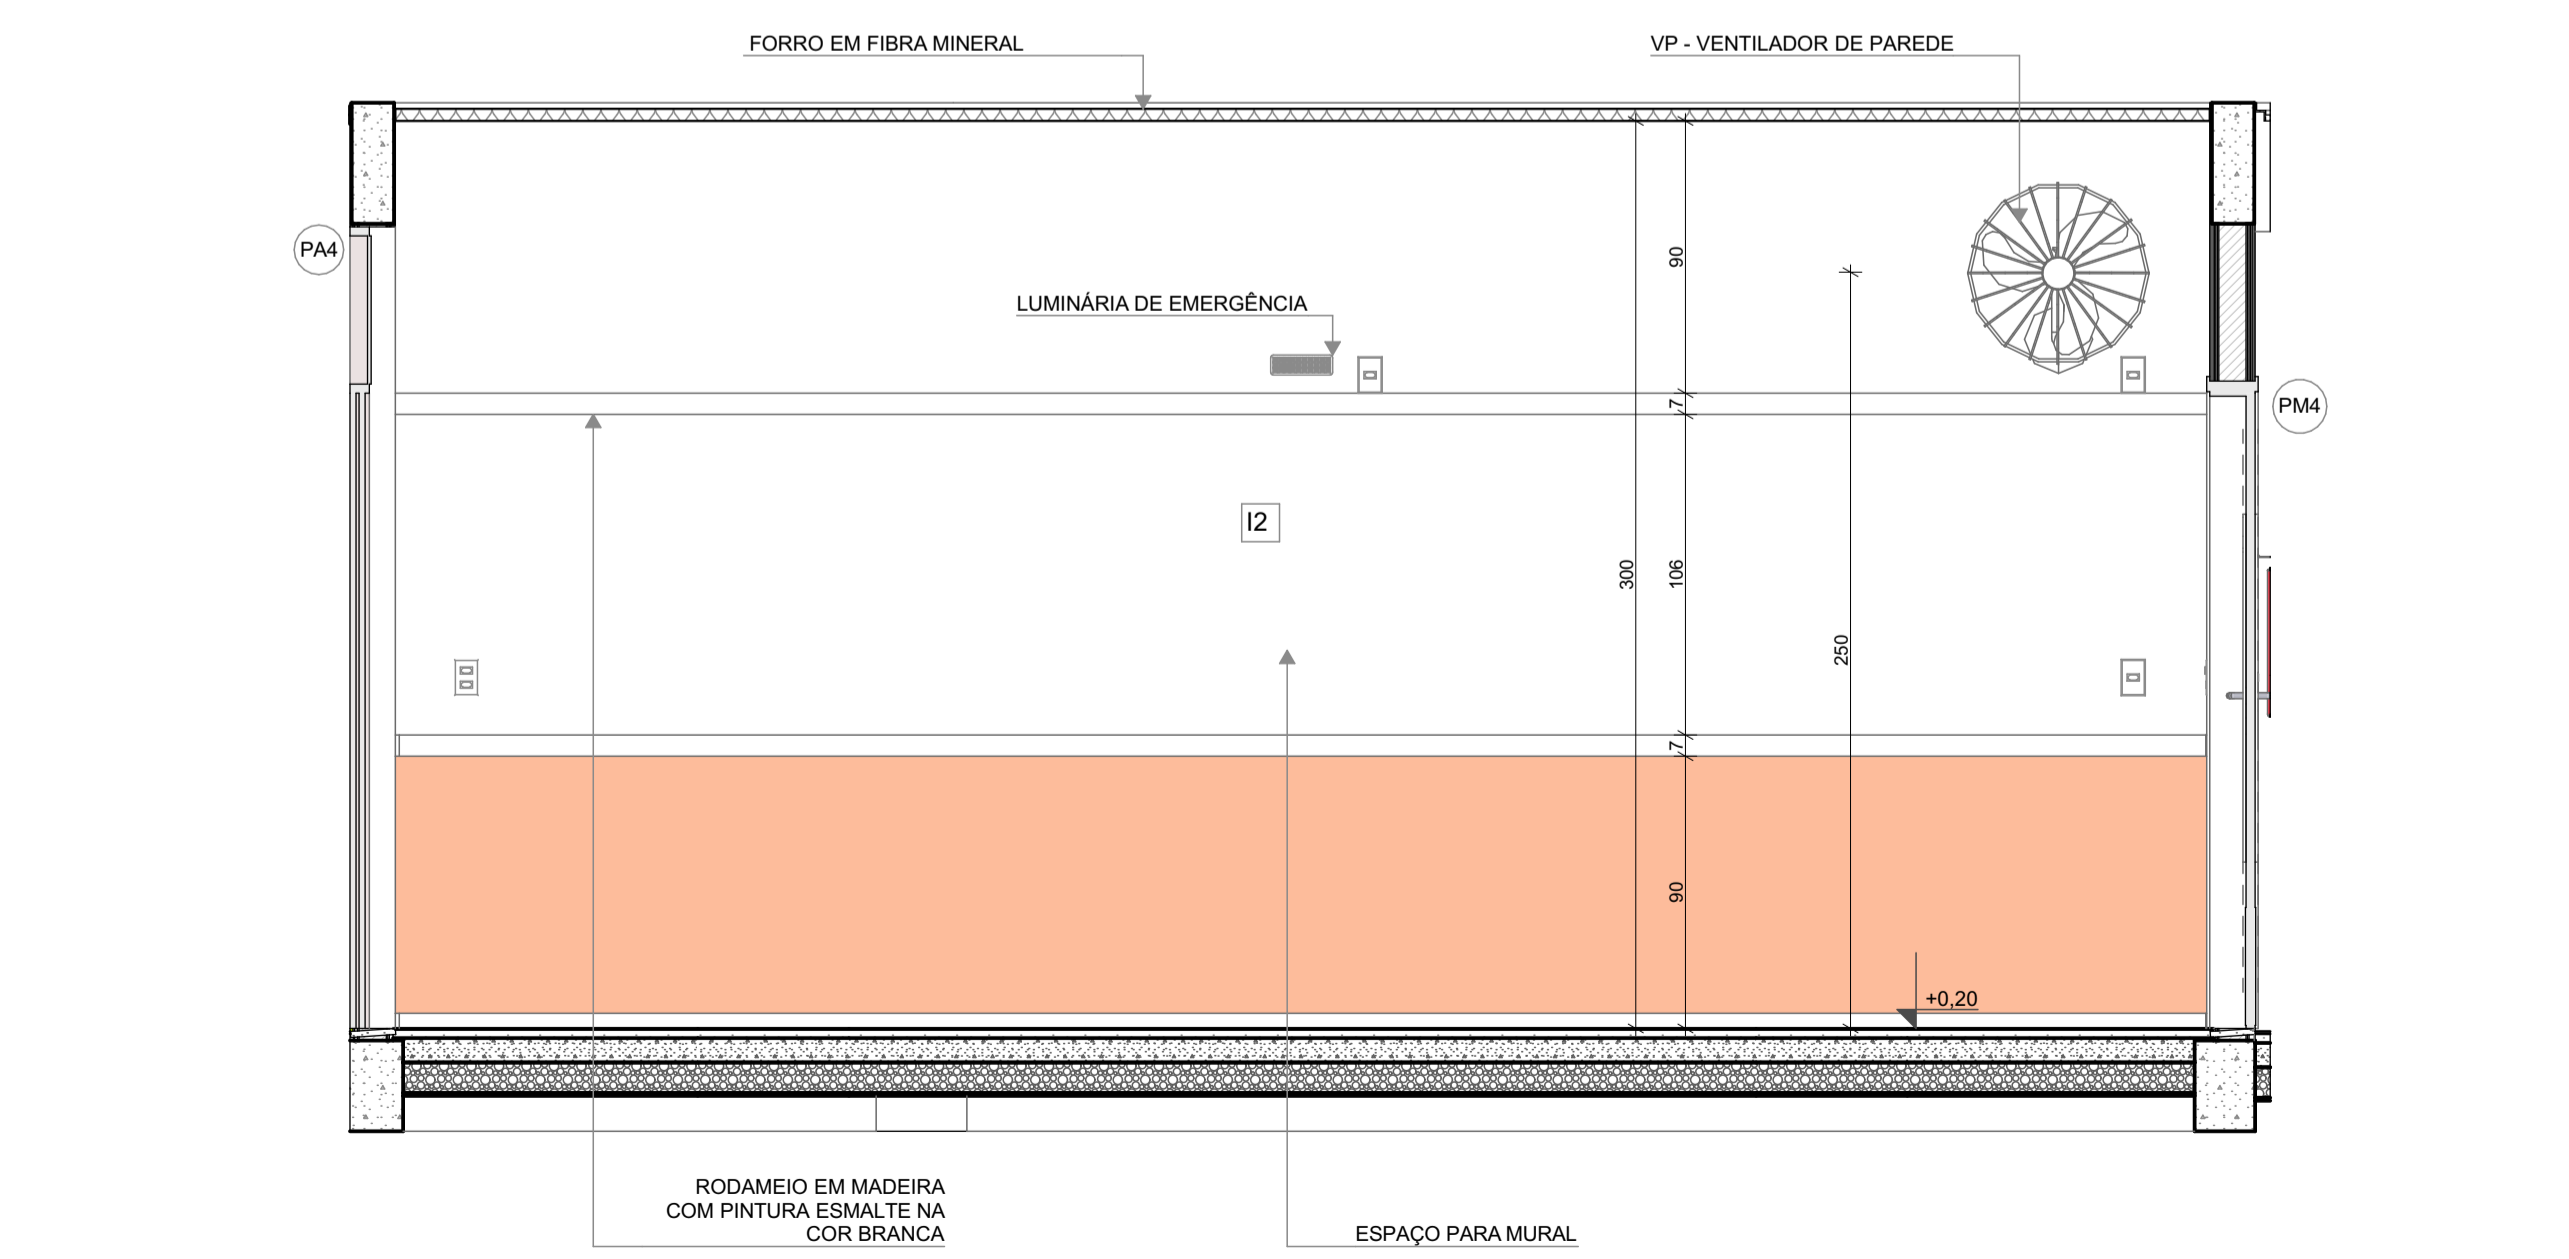 FORRO EM FIBRA MINERAL
VP - VENTILADOR DE PAREDE
PA4
90
LUMINÁRIA DE EMERGÊNCIA
7
PM4
I2
300
106
250
7
90
+0,20
RODAMEIO EM MADEIRA
COM PINTURA ESMALTE NA
COR BRANCA
ESPAÇO PARA MURAL